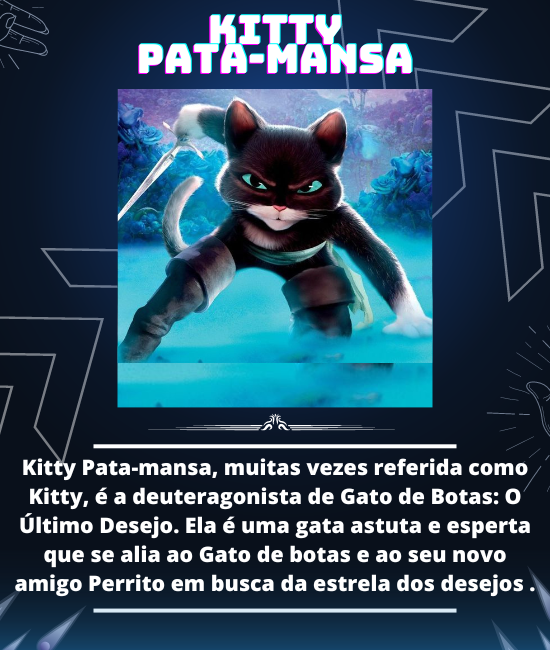 KITTY
PATA-MANSA
Kitty Pata-mansa, muitas vezes referida como
Kitty, é a deuteragonista de Gato de Botas: O
Último Desejo. Ela é uma gata astuta e esperta
que se alia ao Gato de botas e ao seu novo
amigo Perrito em busca da estrela dos desejos .